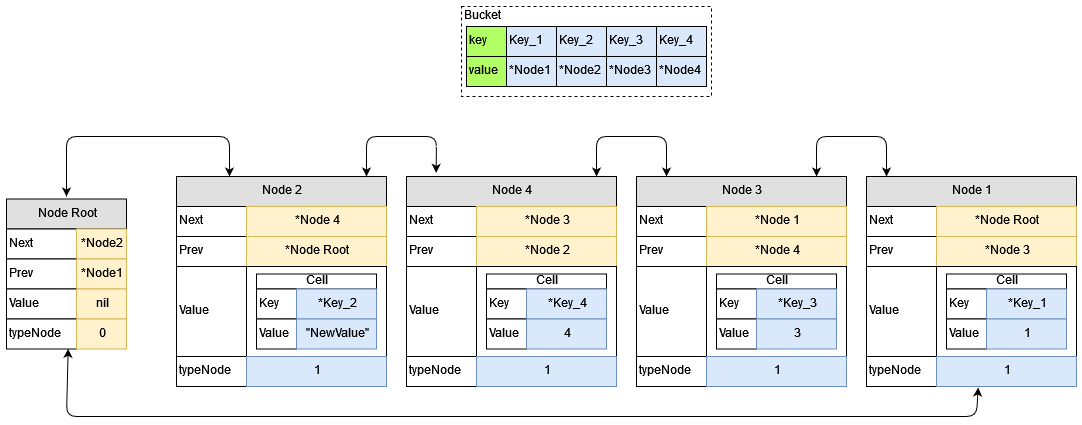 Bucket
key Key_1 Key_2 Key_3 Key_4
value *Node1 *Node2 *Node3 *Node4
Node Root
Next *Node2
Prev *Node1
Value nil
typeNode 0
Node 2
Next *Node 4
Prev *Node Root
Value
Cell
Key *Key_2
Value "NewValue"
typeNode 1
Node 4
Next *Node 3
Prev *Node 2
Value
Cell
Key *Key_4
Value 4
typeNode 1
Node 3
Next *Node 1
Prev *Node 4
Value
Cell
Key *Key_3
Value 3
typeNode 1
Node 1
Next *Node Root
Prev *Node 3
Value
Cell
Key *Key_1
Value 1
typeNode 1